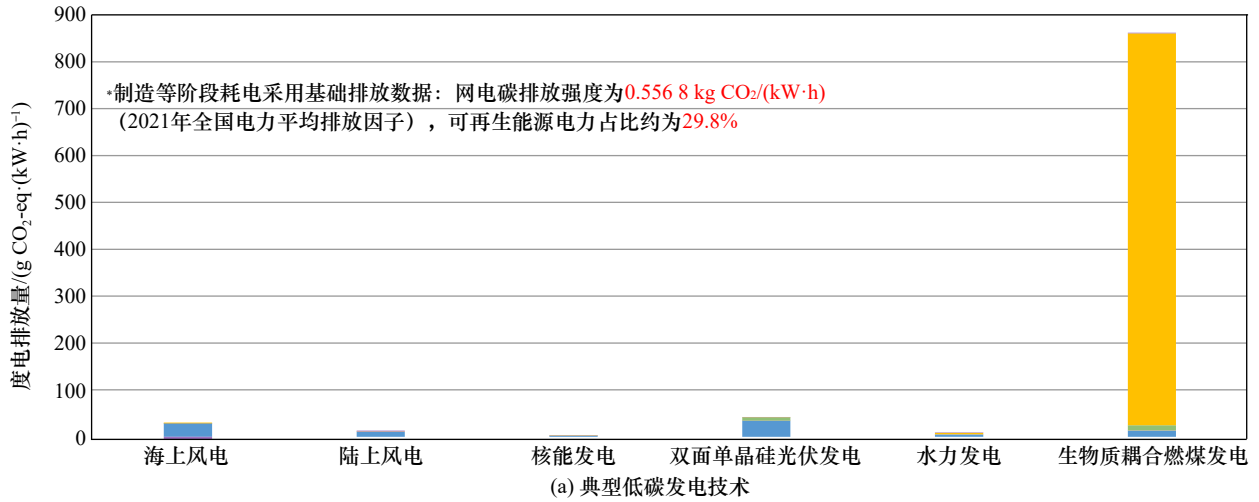 900
800
700
600
500
400
300
200
100
0
度电排放量/(g CO₂-eq·(kW·h)⁻¹)
*制造等阶段耗电采用基础排放数据：网电碳排放强度为0.556 8 kg CO₂/(kW·h)
（2021年全国电力平均排放因子），可再生能源电力占比约为29.8%
海上风电 陆上风电 核能发电 双面单晶硅光伏发电 水力发电 生物质耦合燃煤发电
(a) 典型低碳发电技术